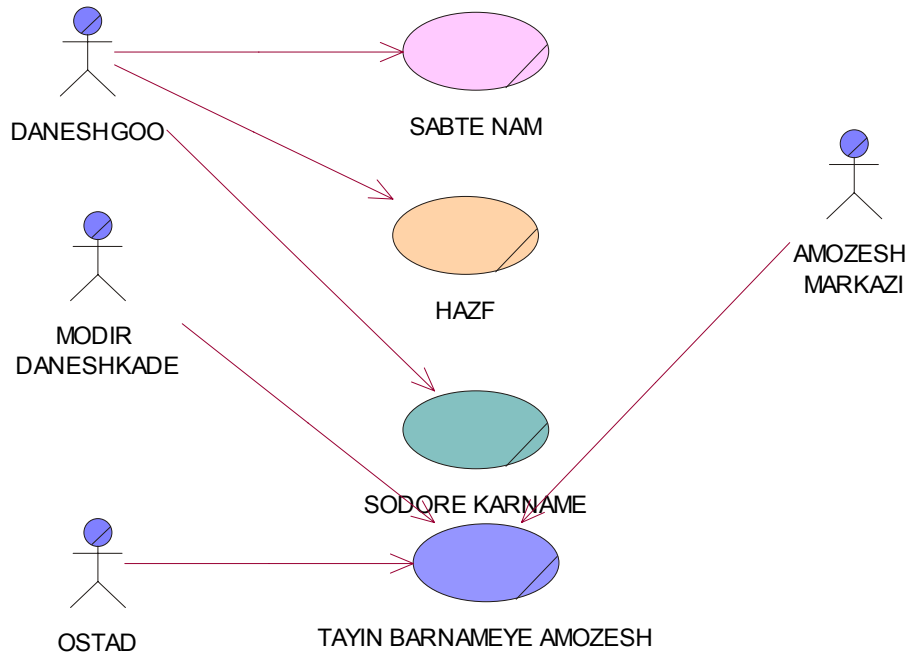 DANESHGOO
SABTE NAM
AMOZESH
MARKAZI
HAZF
MODIR
DANESHKADE
SODORE KARNAME
OSTAD
TAYIN BARNAMEYE AMOZESH